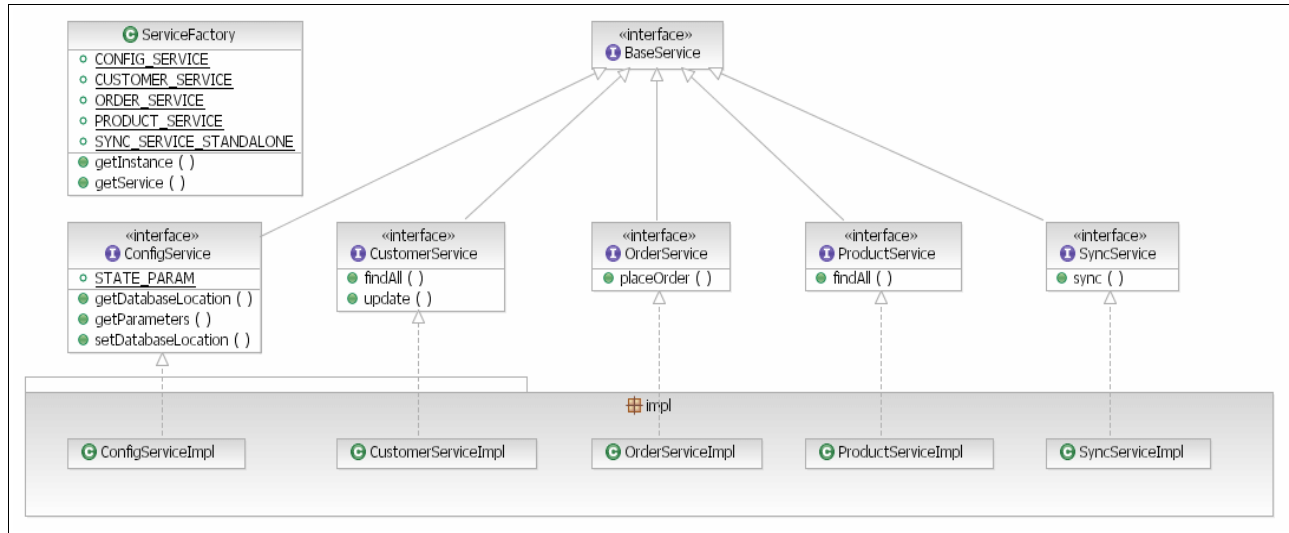 ServiceFactory
CONFIG_SERVICE
CUSTOMER_SERVICE
ORDER_SERVICE
PRODUCT_SERVICE
SYNC_SERVICE_STANDALONE
getInstance ( )
getService ( )
«interface»
BaseService
«interface»
ConfigService
STATE_PARAM
getDatabaseLocation ( )
getParameters ( )
setDatabaseLocation ( )
«interface»
CustomerService
findAll ( )
update ( )
«interface»
OrderService
placeOrder ( )
«interface»
ProductService
findAll ( )
«interface»
SyncService
sync ( )
impl
ConfigServiceImpl
CustomerServiceImpl
OrderServiceImpl
ProductServiceImpl
SyncServiceImpl